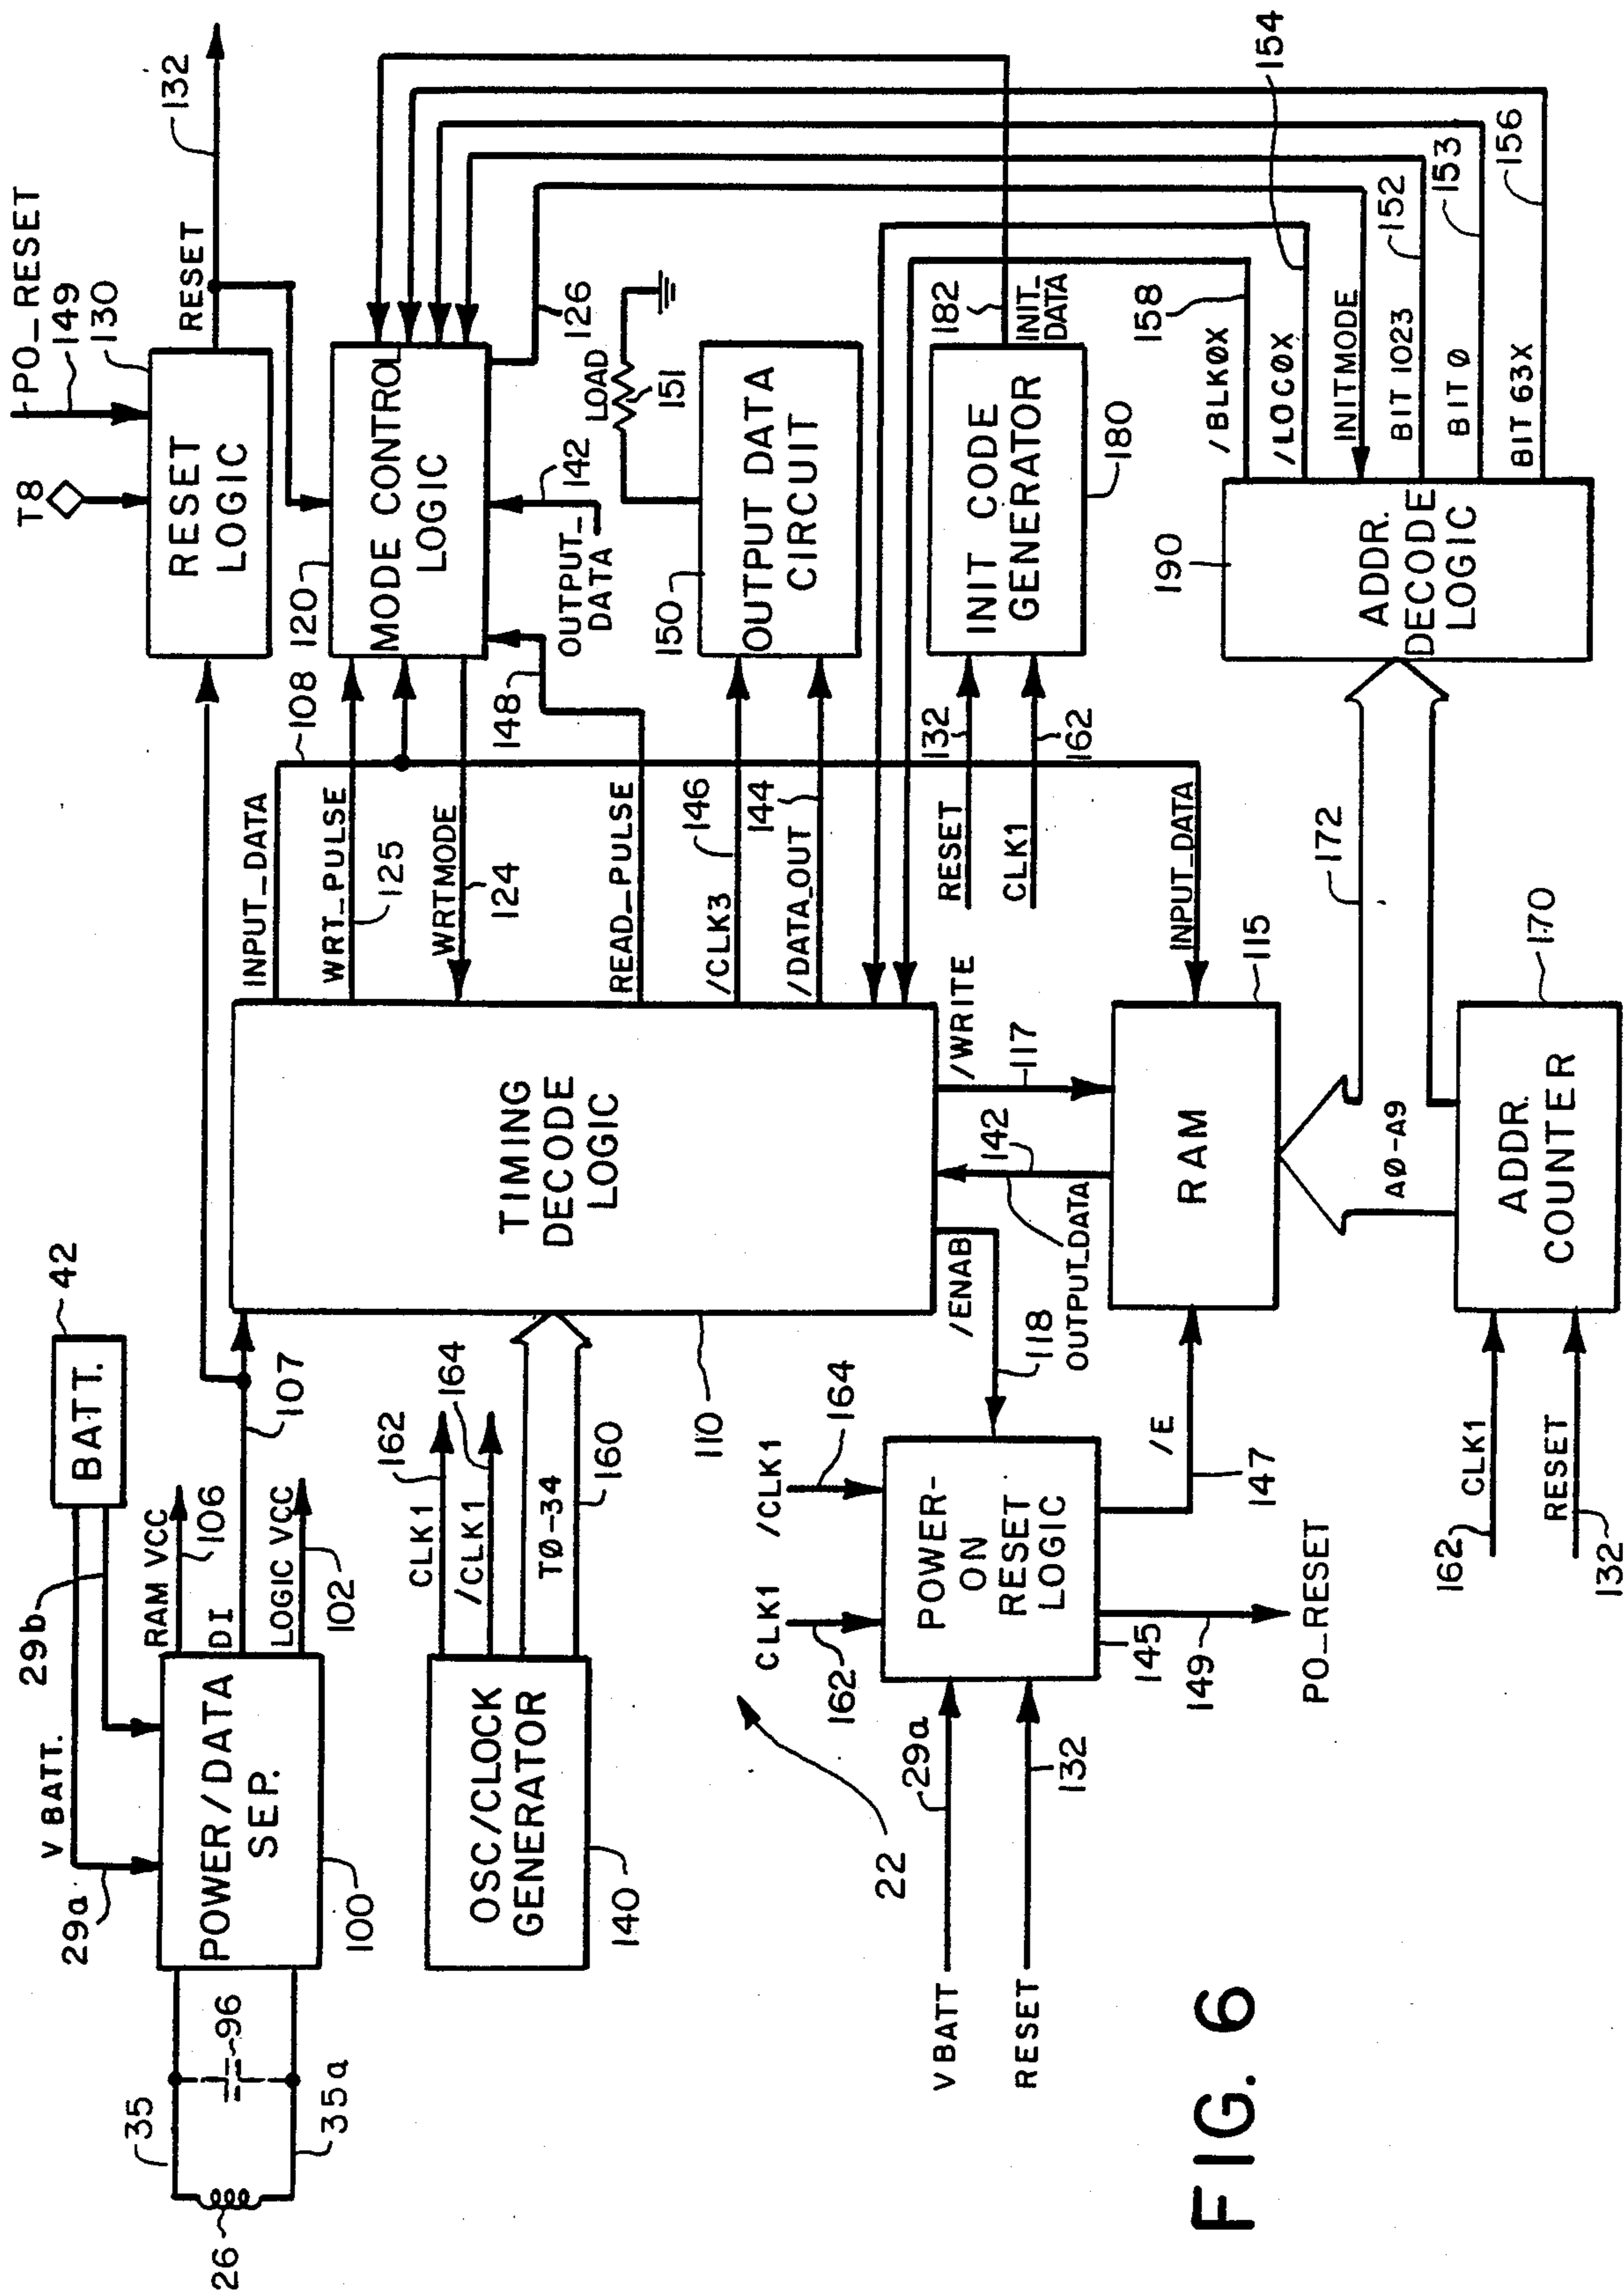 26
35
35a
96
29a
V BATT.
29b
BATT.
42
POWER/DATA
SEP.
100
RAM VCC
106
DI
LOGIC VCC
102
107
T8
PO_RESET
149
130
RESET
LOGIC
RESET
132
OSC/CLOCK
GENERATOR
140
CLK1
162
/CLK1
164
TØ-34
160
TIMING
DECODE
LOGIC
110
INPUT_DATA
108
WRT_PULSE
125
WRTMODE
124
READ_PULSE
148
/CLK3
146
/DATA_OUT
144
120
MODE CONTROL
LOGIC
OUTPUT_
DATA
142
126
150
OUTPUT DATA
CIRCUIT
LOAD
151
RESET
132
CLK1
162
INIT CODE
GENERATOR
180
182
INIT_
DATA
22
VBATT
29a
RESET
132
CLK1
162
/CLK1
164
POWER-
ON
RESET
LOGIC
145
149
PO_RESET
/E
147
/ENAB
118
OUTPUT_DATA
142
/WRITE
117
RAM
115
INPUT_DATA
162
CLK1
132
RESET
ADDR.
COUNTER
170
AØ-A9
172
190
ADDR.
DECODE
LOGIC
/BLKØX
158
/LOCØX
154
INITMODE
BIT 1023
152
BIT Ø
153
BIT 63X
156
FIG. 6